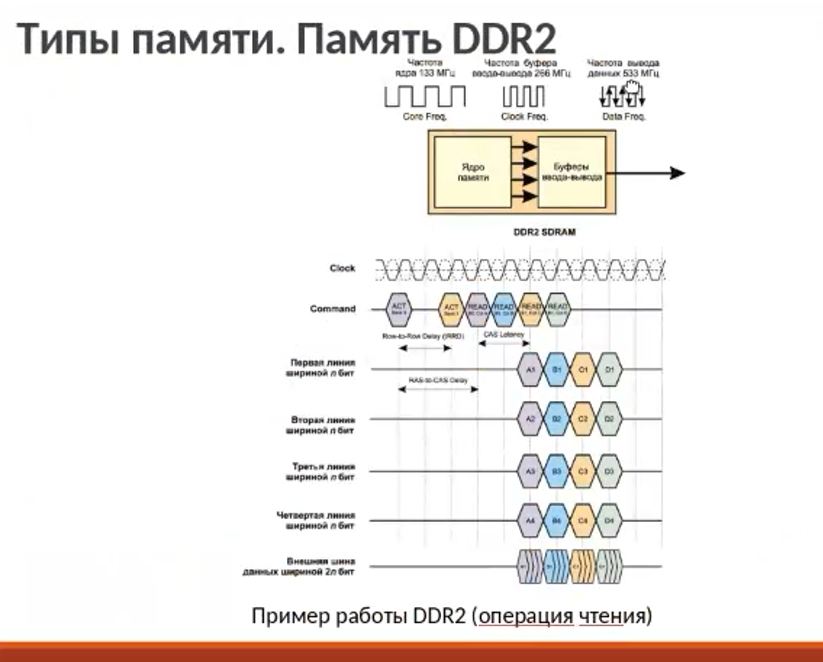 Типы памяти. Память DDR2
Частота
ядра 133 МГц
Частота буфера
ввода-вывода 266 МГц
Частота вывода
данных 533 МГц
Core Freq.
Clock Freq.
Data Freq.
Ядро
памяти
Буферы
ввода-вывода
DDR2 SDRAM
Clock
Command
ACT
ACT
READ
READ
READ
READ
Row-to-Row Delay (tRRD)
CAS Latency
RAS-to-CAS Delay
Первая линия
шириной n бит
A1 B1 C1 D1
Вторая линия
шириной n бит
A2 B2 C2 D2
Третья линия
шириной n бит
A3 B3 C3 D3
Четвертая линия
шириной n бит
A4 B4 C4 D4
Внешняя шина
данных шириной 2n бит
Пример работы DDR2 (операция чтения)